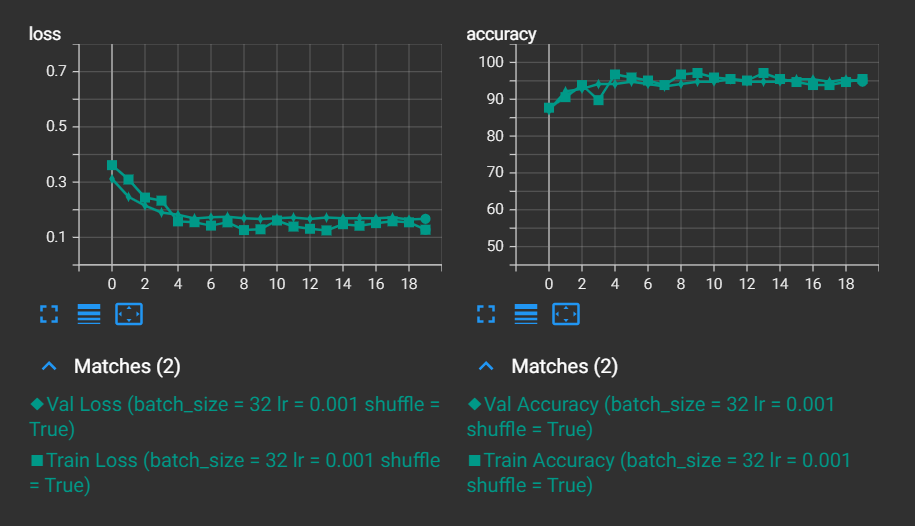 loss
0.7
0.5
0.3
0.1
0 2 4 6 8 10 12 14 16 18
Matches (2)
Val Loss (batch_size = 32 lr = 0.001 shuffle =
True)
Train Loss (batch_size = 32 lr = 0.001 shuffle
= True)
accuracy
100
90
80
70
60
50
0 2 4 6 8 10 12 14 16 18
Matches (2)
Val Accuracy (batch_size = 32 lr = 0.001
shuffle = True)
Train Accuracy (batch_size = 32 lr = 0.001
shuffle = True)